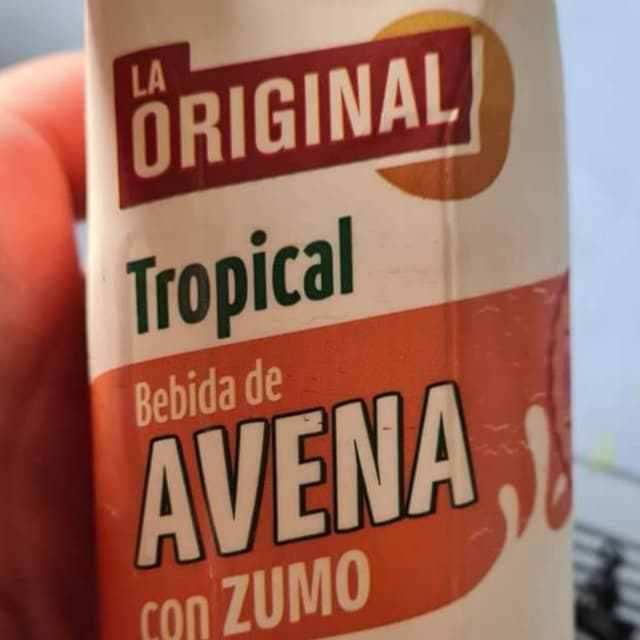 LA
ORIGINAL
Tropical
Bebida de
AVENA
con ZUMO